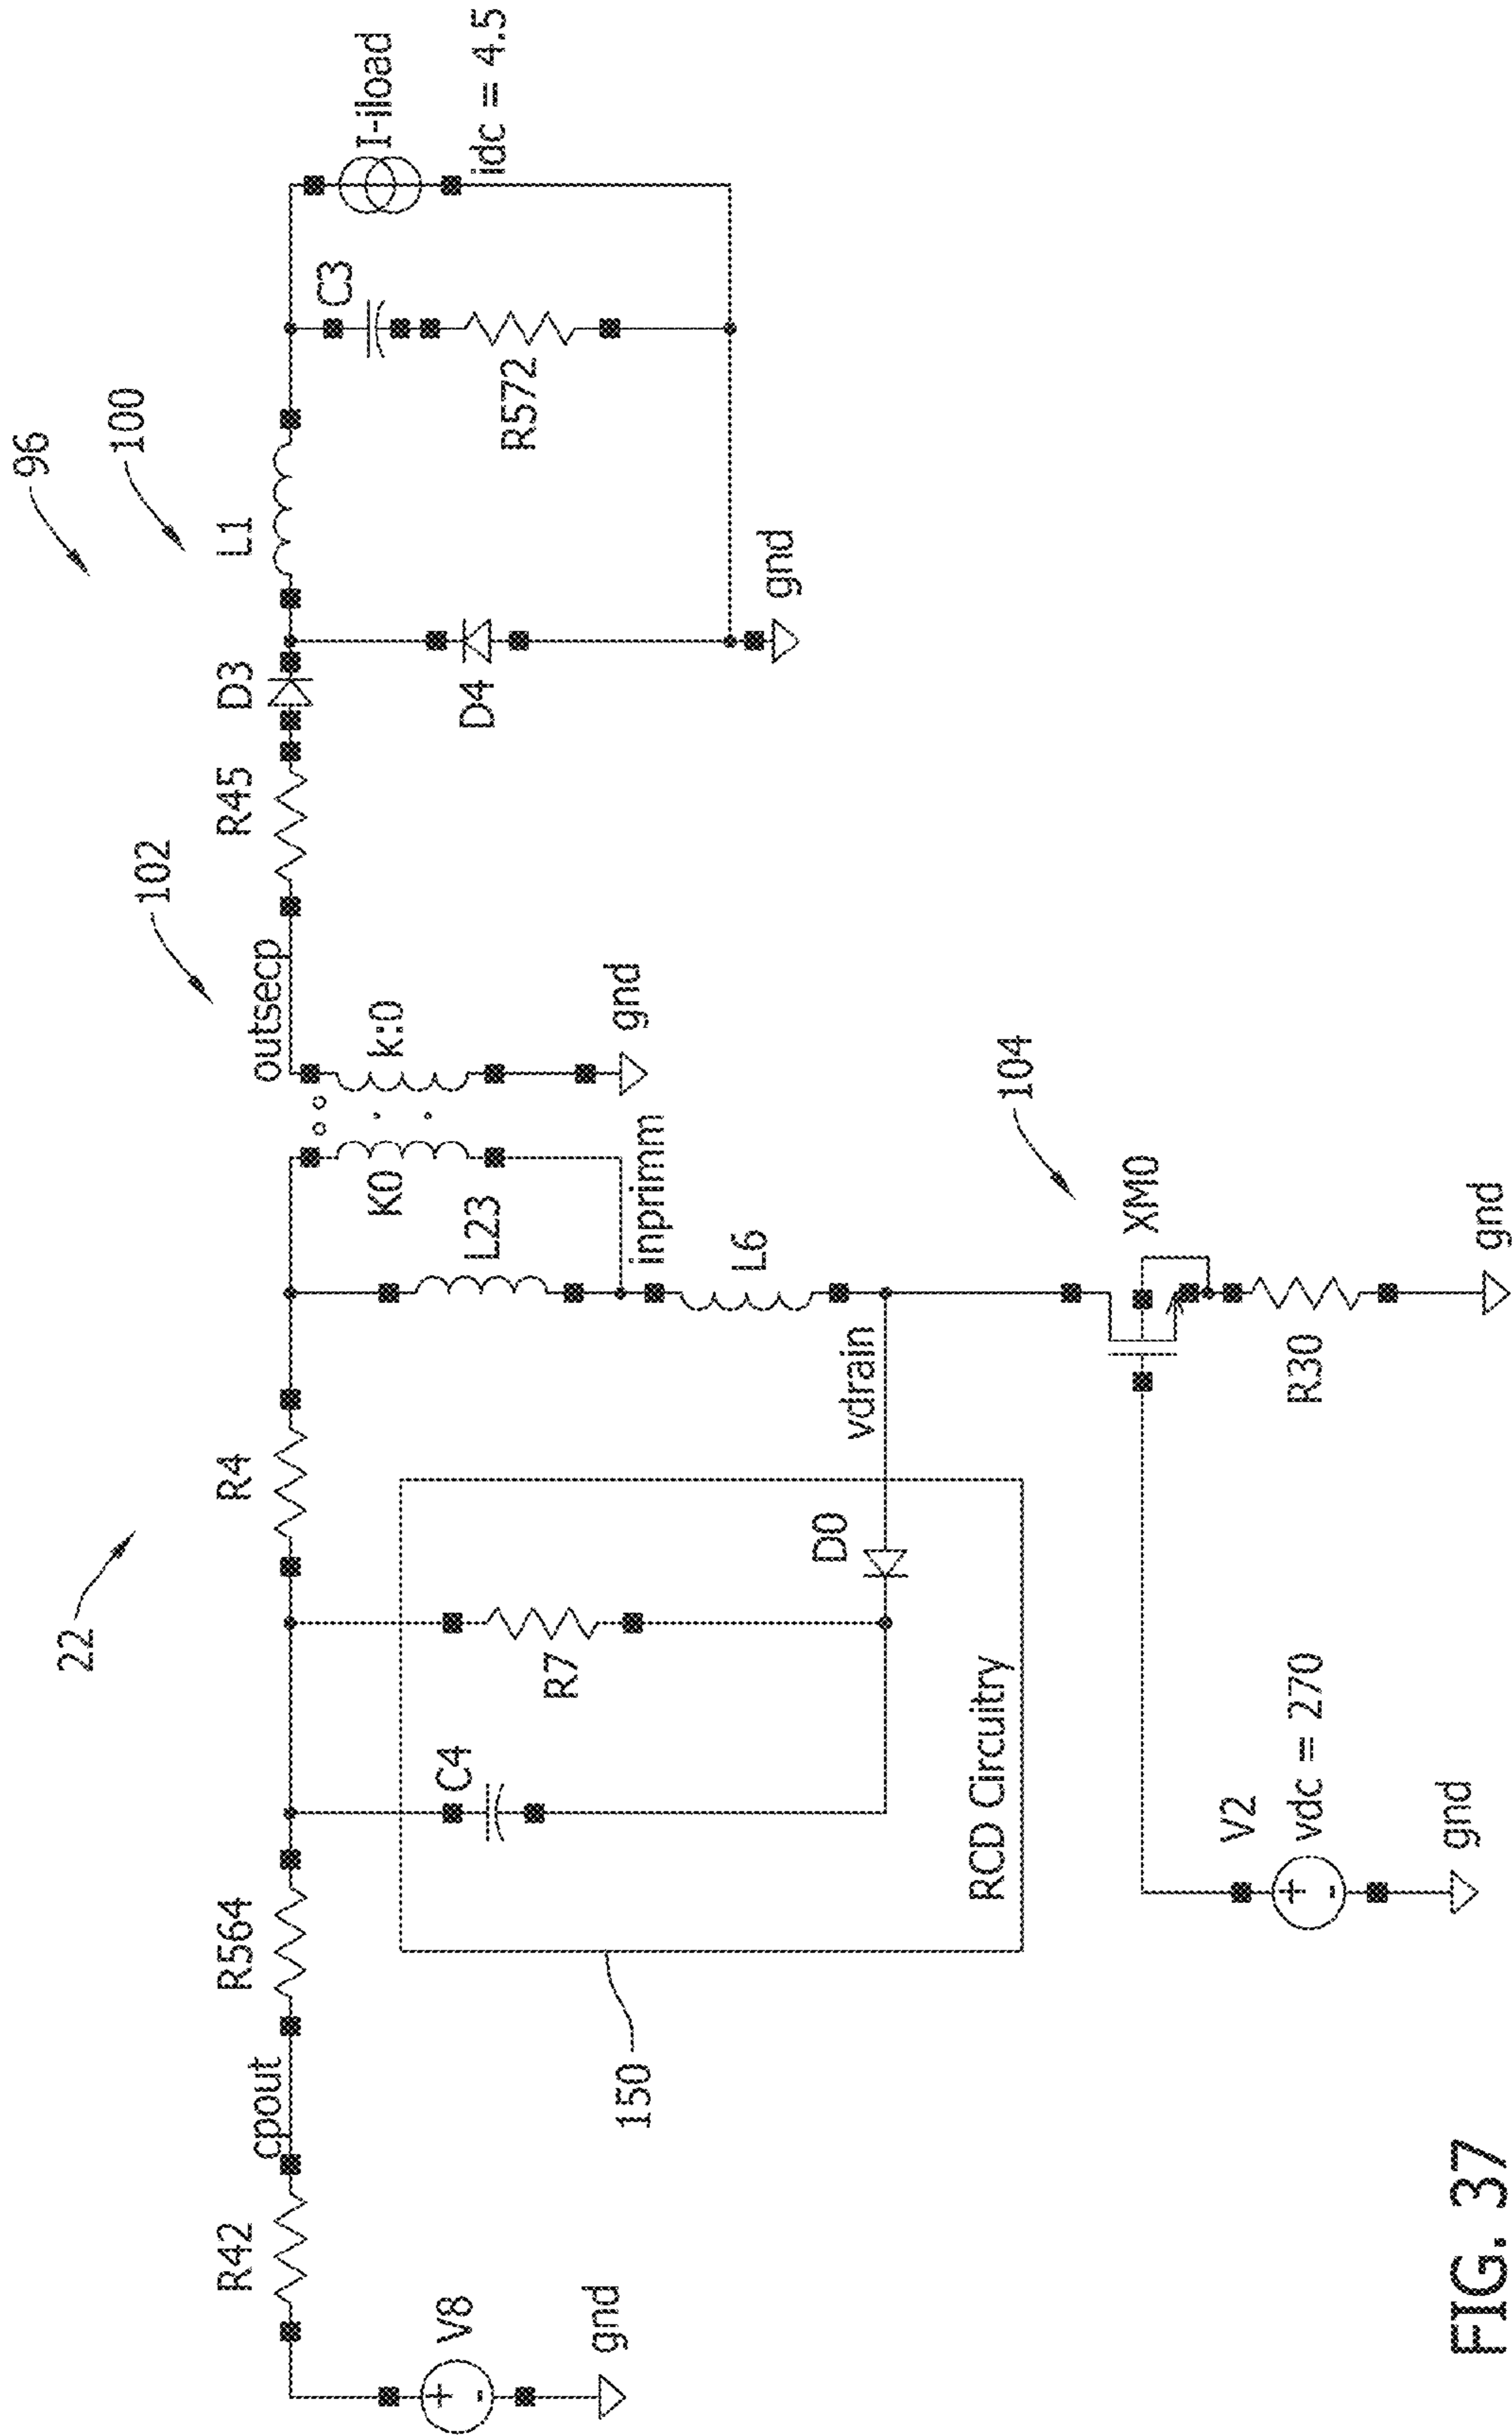 22
96
100
102
R42
cpout
R564
R4
outsecp
R45
D3
L1
V8
gnd
C4
R7
K0
k:0
L23
D4
C3
I-iload
idc = 4.5
R572
gnd
gnd
inprimm
D0
vdrain
L6
150
RCD Circuitry
104
XM0
V2
vdc = 270
gnd
R30
gnd
FIG. 37